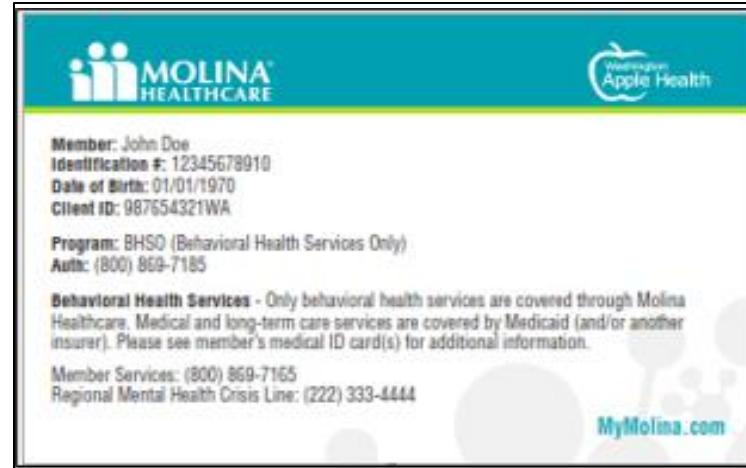 MOLINA
HEALTHCARE
Washington
Apple Health
Member: John Doe
Identification #: 12345678910
Date of Birth: 01/01/1970
Client ID: 987654321WA
Program: BHSO (Behavioral Health Services Only)
Auth: (800) 869-7185
Behavioral Health Services - Only behavioral health services are covered through Molina
Healthcare. Medical and long-term care services are covered by Medicaid (and/or another
insurer). Please see member's medical ID card(s) for additional information.
Member Services: (800) 869-7165
Regional Mental Health Crisis Line: (222) 333-4444
MyMolina.com